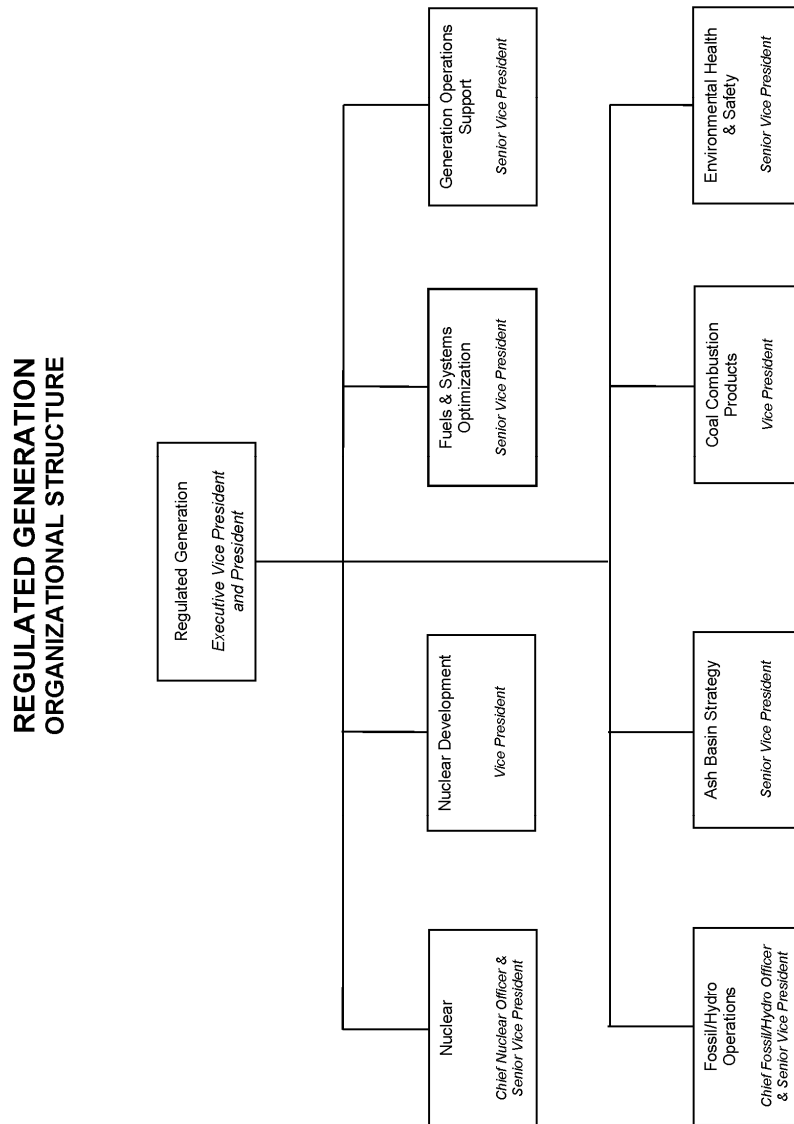 REGULATED GENERATION
ORGANIZATIONAL STRUCTURE
Regulated Generation
Executive Vice President
and President
Nuclear
Chief Nuclear Officer &
Senior Vice President
Nuclear Development
Vice President
Fuels & Systems
Optimization
Senior Vice President
Generation Operations
Support
Senior Vice President
Fossil/Hydro
Operations
Chief Fossil/Hydro Officer
& Senior Vice President
Ash Basin Strategy
Senior Vice President
Coal Combustion
Products
Vice President
Environmental Health
& Safety
Senior Vice President